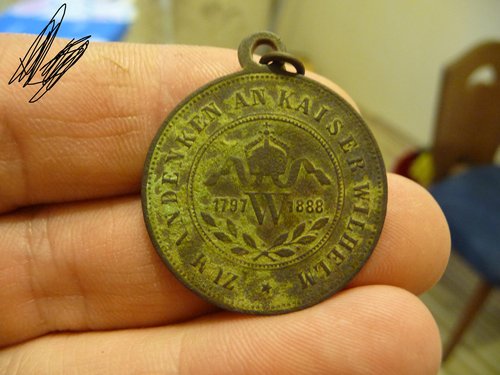 ZUM ANDENKEN AN KAISER WILHELM
1797 W 1888